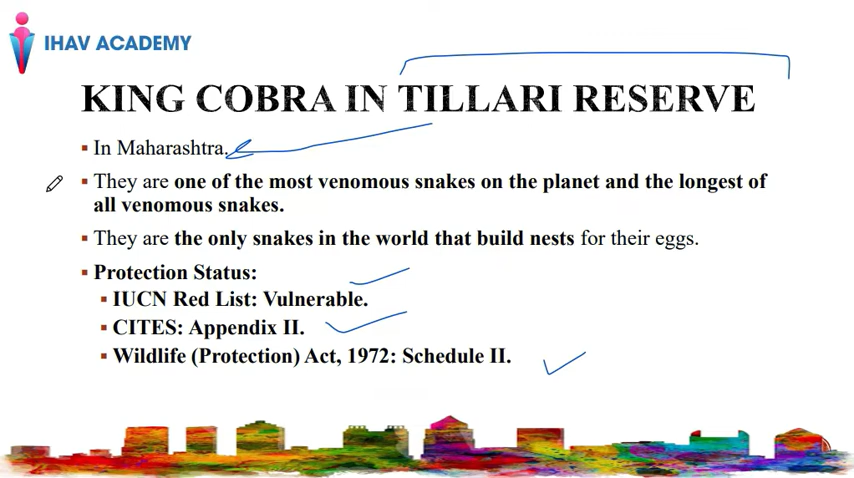 IHAV ACADEMY
KING COBRA IN TILLARI RESERVE
▪ In Maharashtra.
▪ They are one of the most venomous snakes on the planet and the longest of
all venomous snakes.
▪ They are the only snakes in the world that build nests for their eggs.
▪ Protection Status:
▪ IUCN Red List: Vulnerable.
▪ CITES: Appendix II.
▪ Wildlife (Protection) Act, 1972: Schedule II.